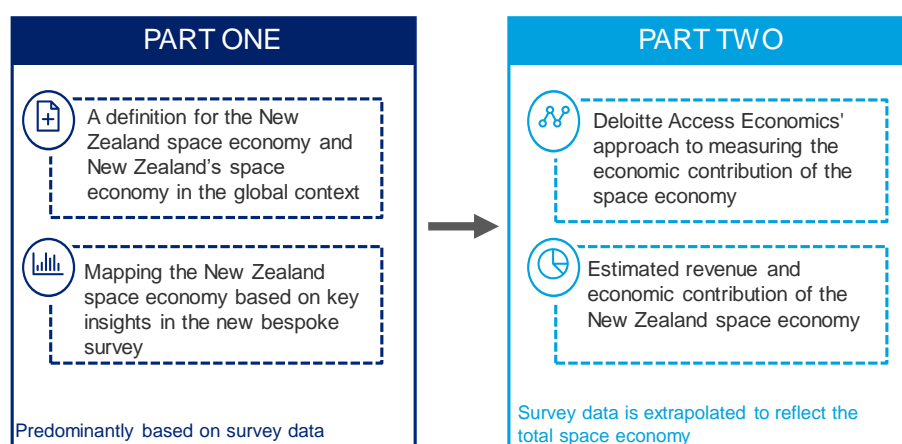 PART ONE
A definition for the New
Zealand space economy and
New Zealand's space
economy in the global context
Mapping the New Zealand
space economy based on key
insights in the new bespoke
survey
Predominantly based on survey data
PART TWO
Deloitte Access Economics'
approach to measuring the
economic contribution of the
space economy
Estimated revenue and
economic contribution of the
New Zealand space economy
Survey data is extrapolated to reflect the
total space economy